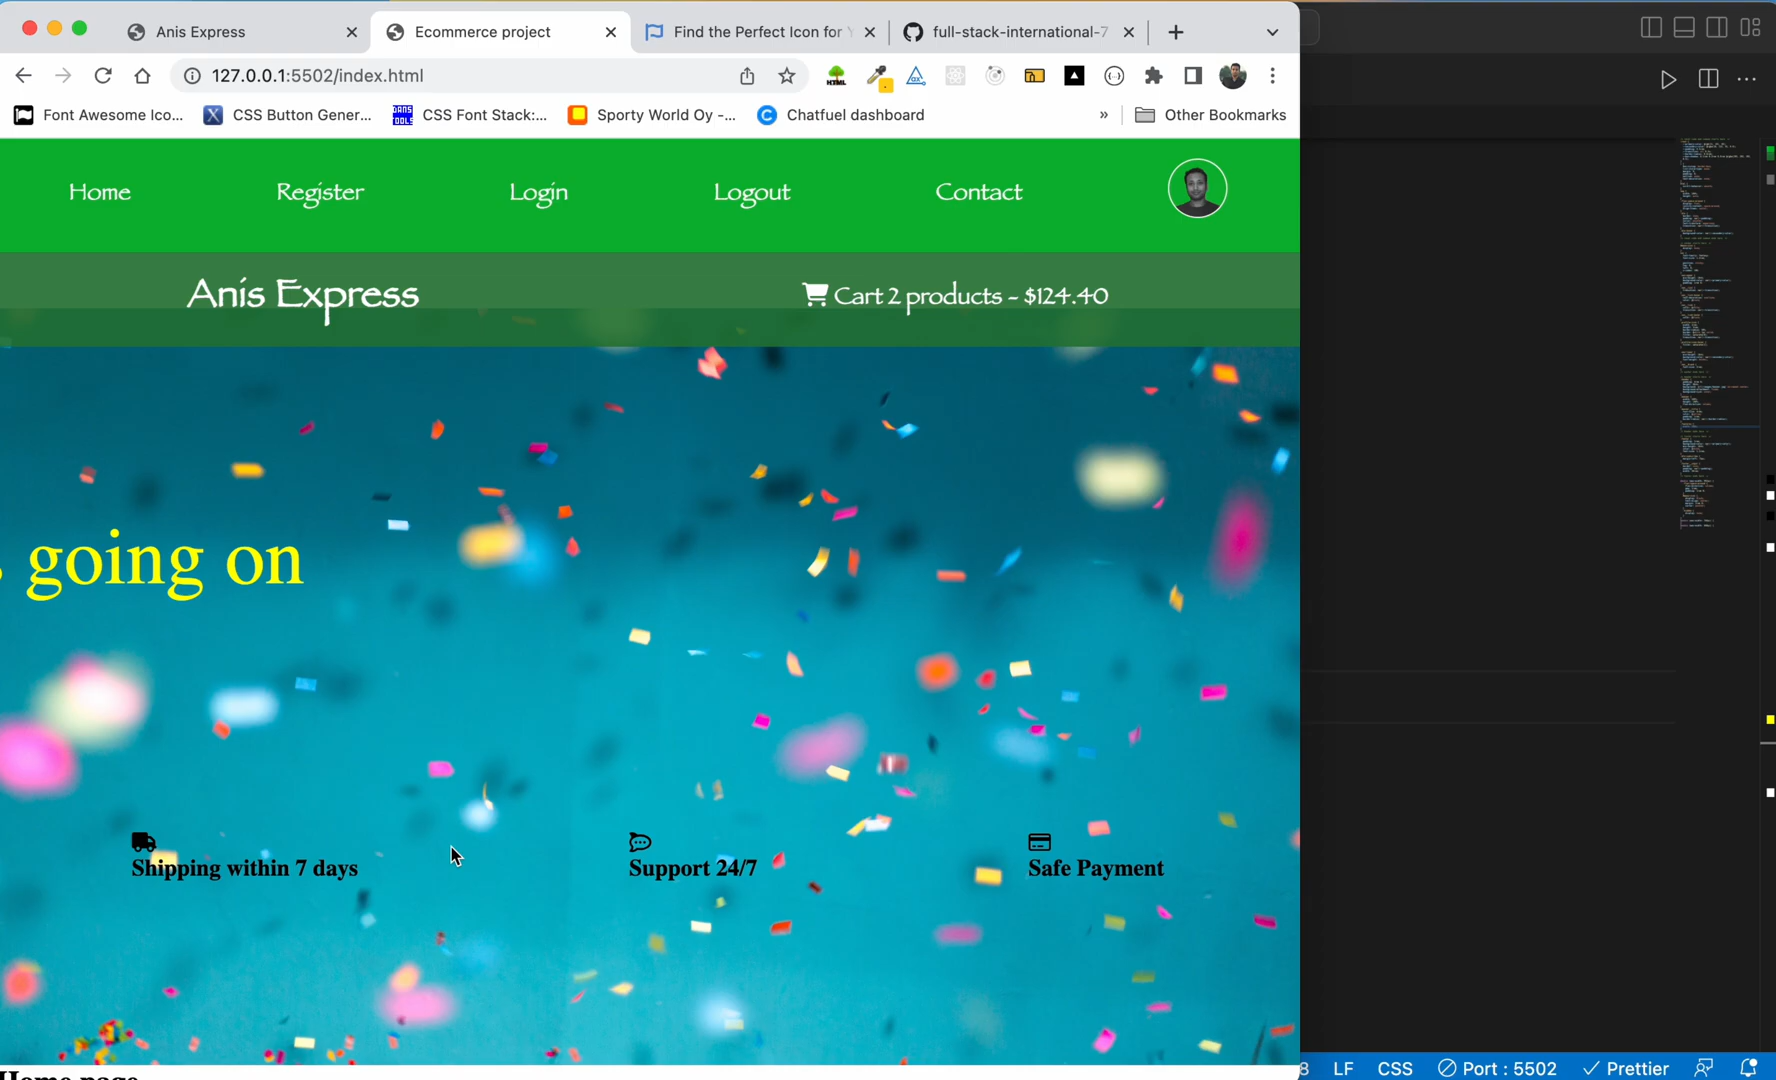 Anis Express
Ecommerce project
Find the Perfect Icon for
full-stack-international-7
127.0.0.1:5502/index.html
Font Awesome Ico...
CSS Button Gener...
CSS Font Stack:...
Sporty World Oy -...
Chatfuel dashboard
»
Other Bookmarks
Home
Register
Login
Logout
Contact
Anis Express
Cart 2 products - $124.40
going on
Shipping within 7 days
Support 24/7
Safe Payment
Home page
8
LF
CSS
Port : 5502
Prettier